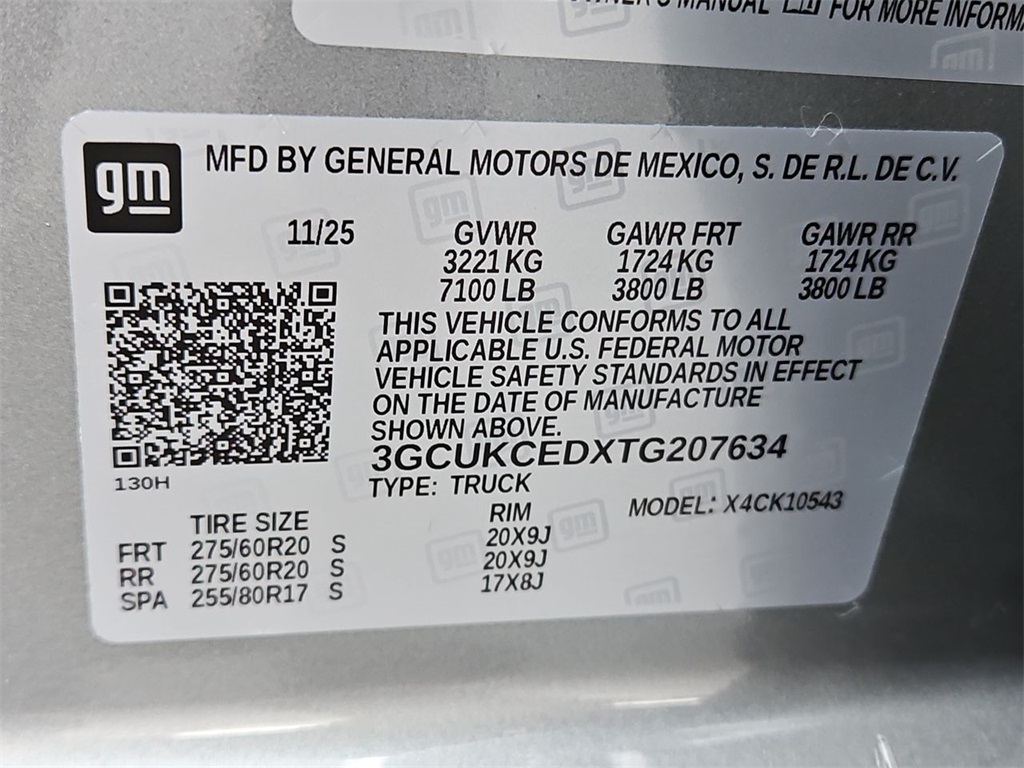 OWNER'S MANUAL FOR MORE INFORM
gm
MFD BY GENERAL MOTORS DE MEXICO, S. DE R.L. DE C.V.
11/25 GVWR GAWR FRT GAWR RR
3221 KG 1724 KG 1724 KG
7100 LB 3800 LB 3800 LB
THIS VEHICLE CONFORMS TO ALL
APPLICABLE U.S. FEDERAL MOTOR
VEHICLE SAFETY STANDARDS IN EFFECT
ON THE DATE OF MANUFACTURE
SHOWN ABOVE.
3GCUKCEDXTG207634
130H
TYPE: TRUCK
MODEL: X4CK10543
TIRE SIZE RIM
FRT 275/60R20 S 20X9J
RR 275/60R20 S 20X9J
SPA 255/80R17 S 17X8J